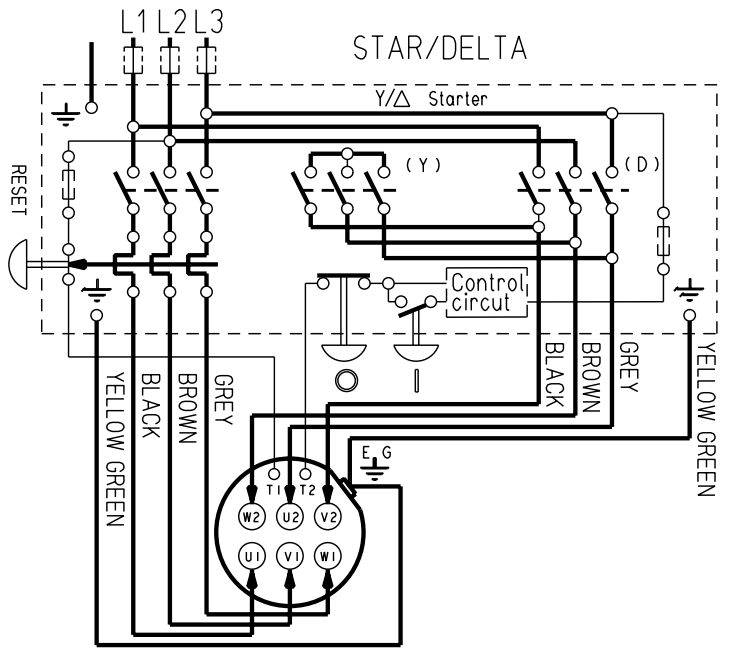 L1 L2 L3
STAR/DELTA
Y/△ Starter
(Y)
(D)
RESET
Control
circut
YELLOW GREEN
BLACK
BROWN
GREY
BLACK
BROWN
GREY
YELLOW GREEN
E G
T1 T2
W2 U2 V2
U1 V1 W1